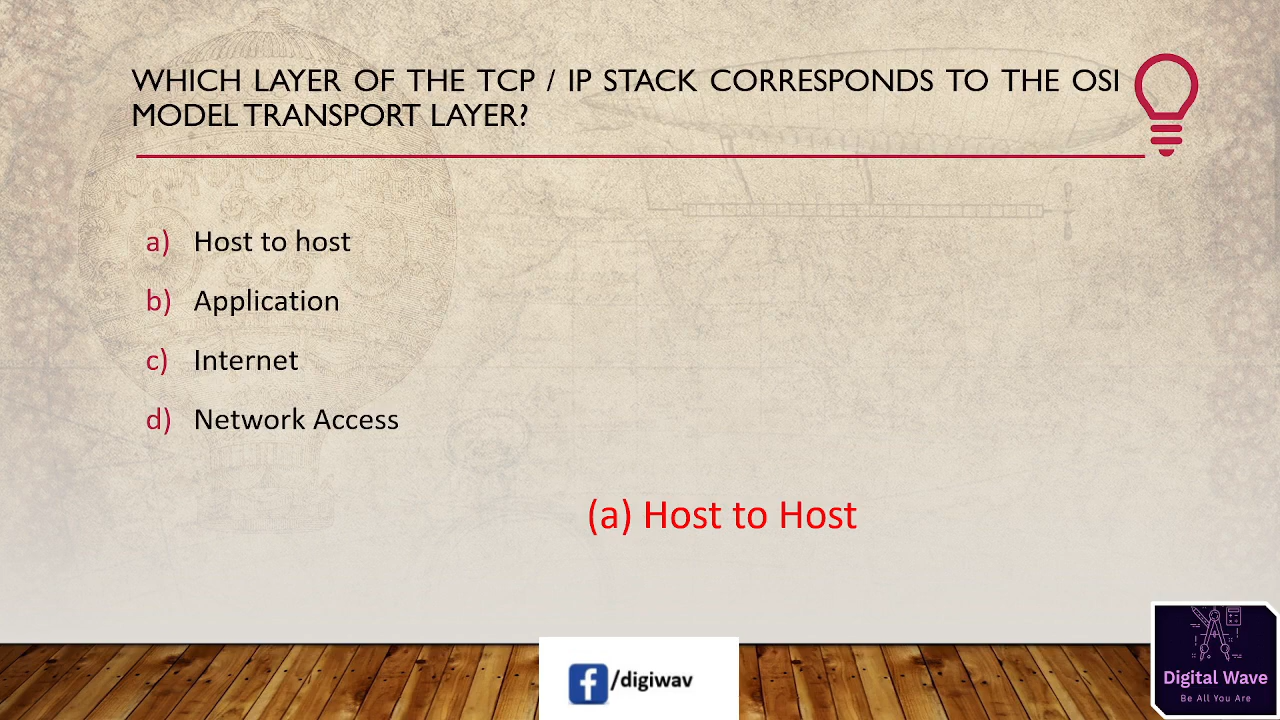 WHICH LAYER OF THE TCP / IP STACK CORRESPONDS TO THE OSI
MODEL TRANSPORT LAYER?
a) Host to host
b) Application
c) Internet
d) Network Access
(a) Host to Host
/digiwav
Digital Wave
Be All You Are